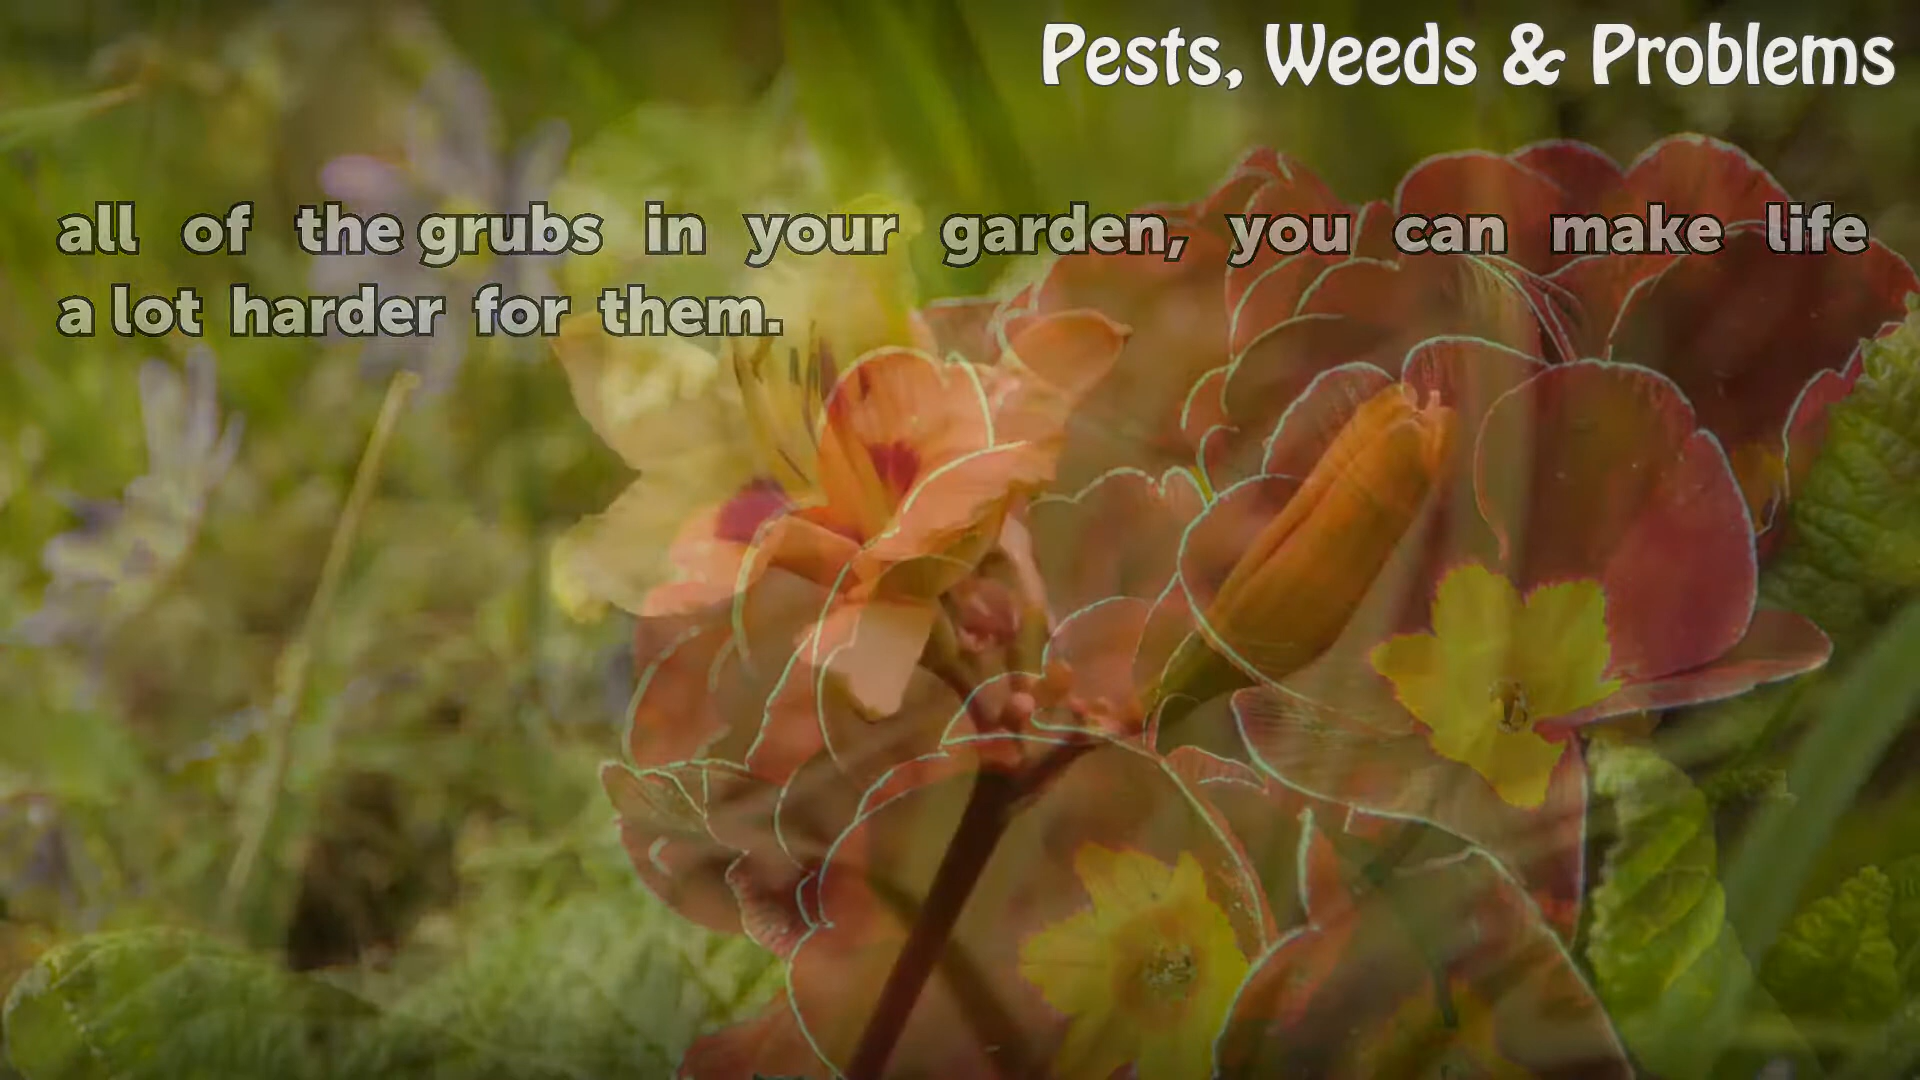 Pests, Weeds & Problems
all of the grubs in your garden, you can make life
a lot harder for them.